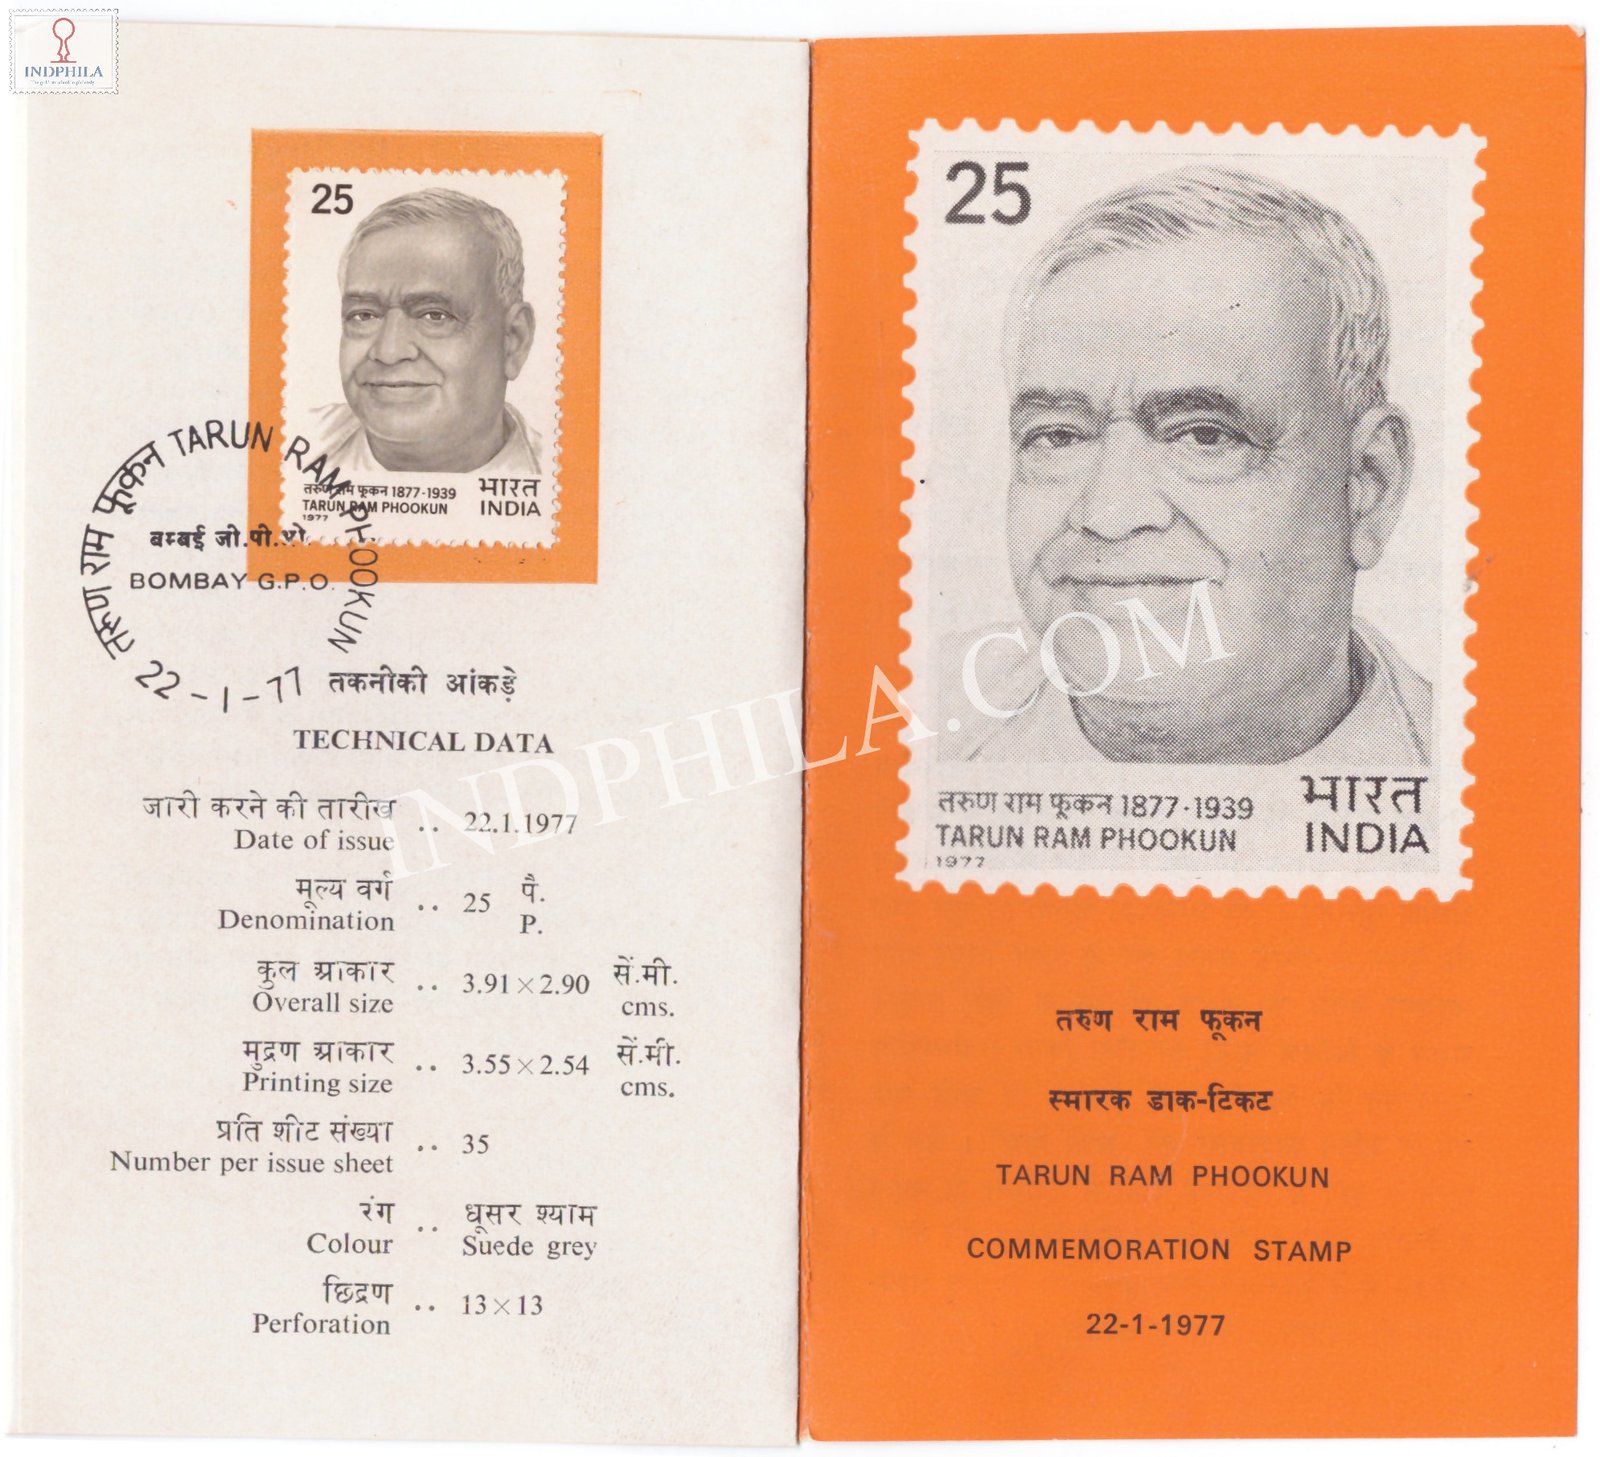 INDPHILA
25
तरुण राम फूकन 1877-1939
TARUN RAM PHOOKUN
1977
भारत
INDIA
तरुण राम फूकन TARUN RAM PHOOKUN
बम्बई जी.पी.ओ.
BOMBAY G.P.O.
22-1-77
तकनीकी आंकड़े
TECHNICAL DATA
जारी करने की तारीख
Date of issue .. 22.1.1977
मूल्य वर्ग
Denomination .. 25 पै.
P.
कुल आकार
Overall size .. 3.91×2.90 सें.मी.
cms.
मुद्रण आकार
Printing size .. 3.55×2.54 सें.मी.
cms.
प्रति शीट संख्या
Number per issue sheet .. 35
रंग .. धूसर श्याम
Colour Suede grey
छिद्रण
Perforation .. 13×13
INDPHILA.COM
25
तरुण राम फूकन 1877-1939
TARUN RAM PHOOKUN
1977
भारत
INDIA
तरुण राम फूकन
स्मारक डाक-टिकट
TARUN RAM PHOOKUN
COMMEMORATION STAMP
22-1-1977